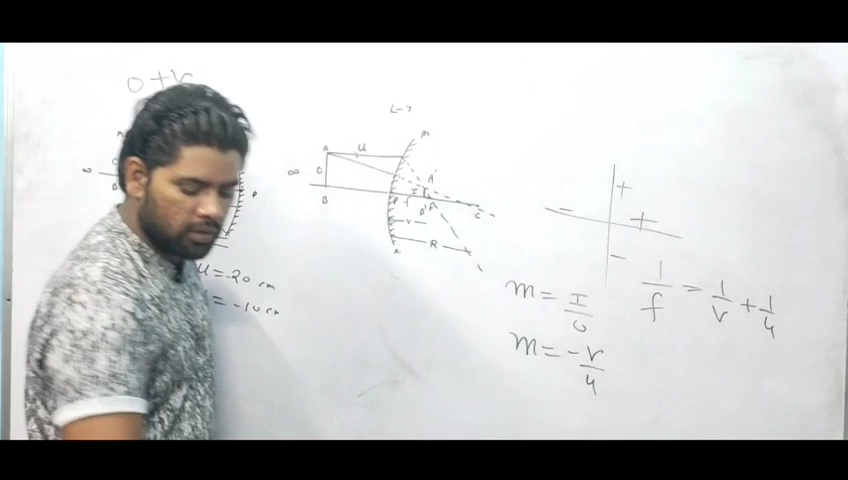 O + V
L-7
M
A
u
∞
O
B
A'
I
P
f
B'
F
C
V
R
A
∞
P
u = -20 cm
= -10 cm
+
-
+
-
1/f = 1/v + 1/u
m = I/O
m = -v/u